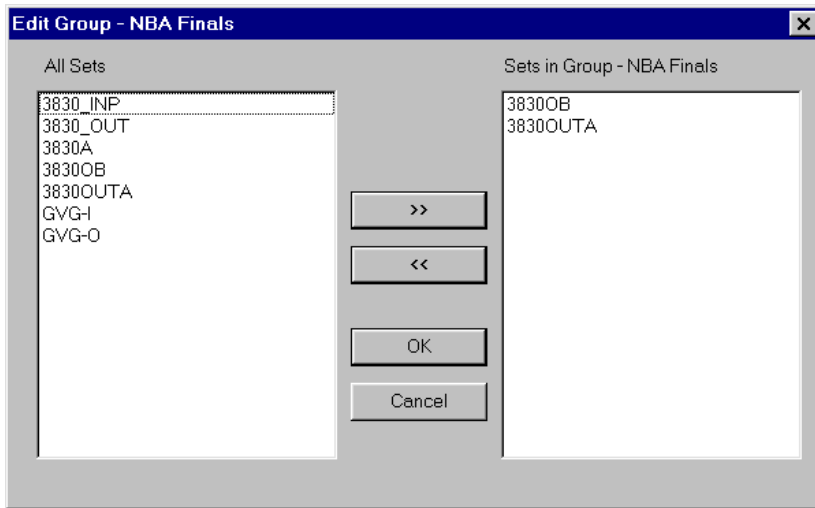 Edit Group - NBA Finals
All Sets
3830_INP
3830_OUT
3830A
3830OB
3830OUTA
GVG-I
GVG-O
>>
<<
OK
Cancel
Sets in Group - NBA Finals
3830OB
3830OUTA